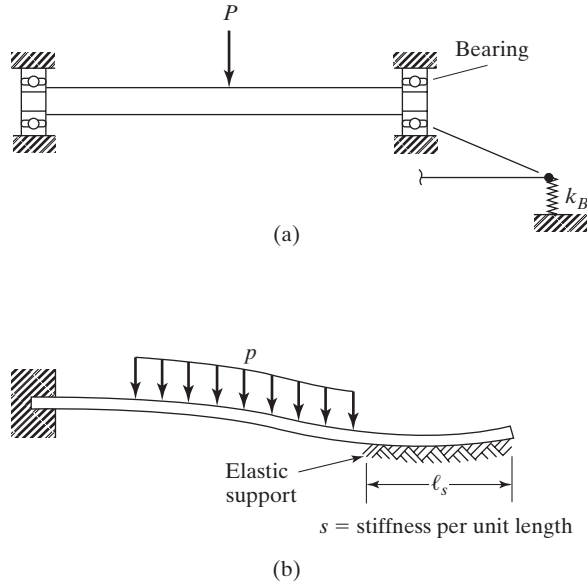 P
Bearing
k_B
(a)
p
Elastic
support
ℓ_s
s = stiffness per unit length
(b)